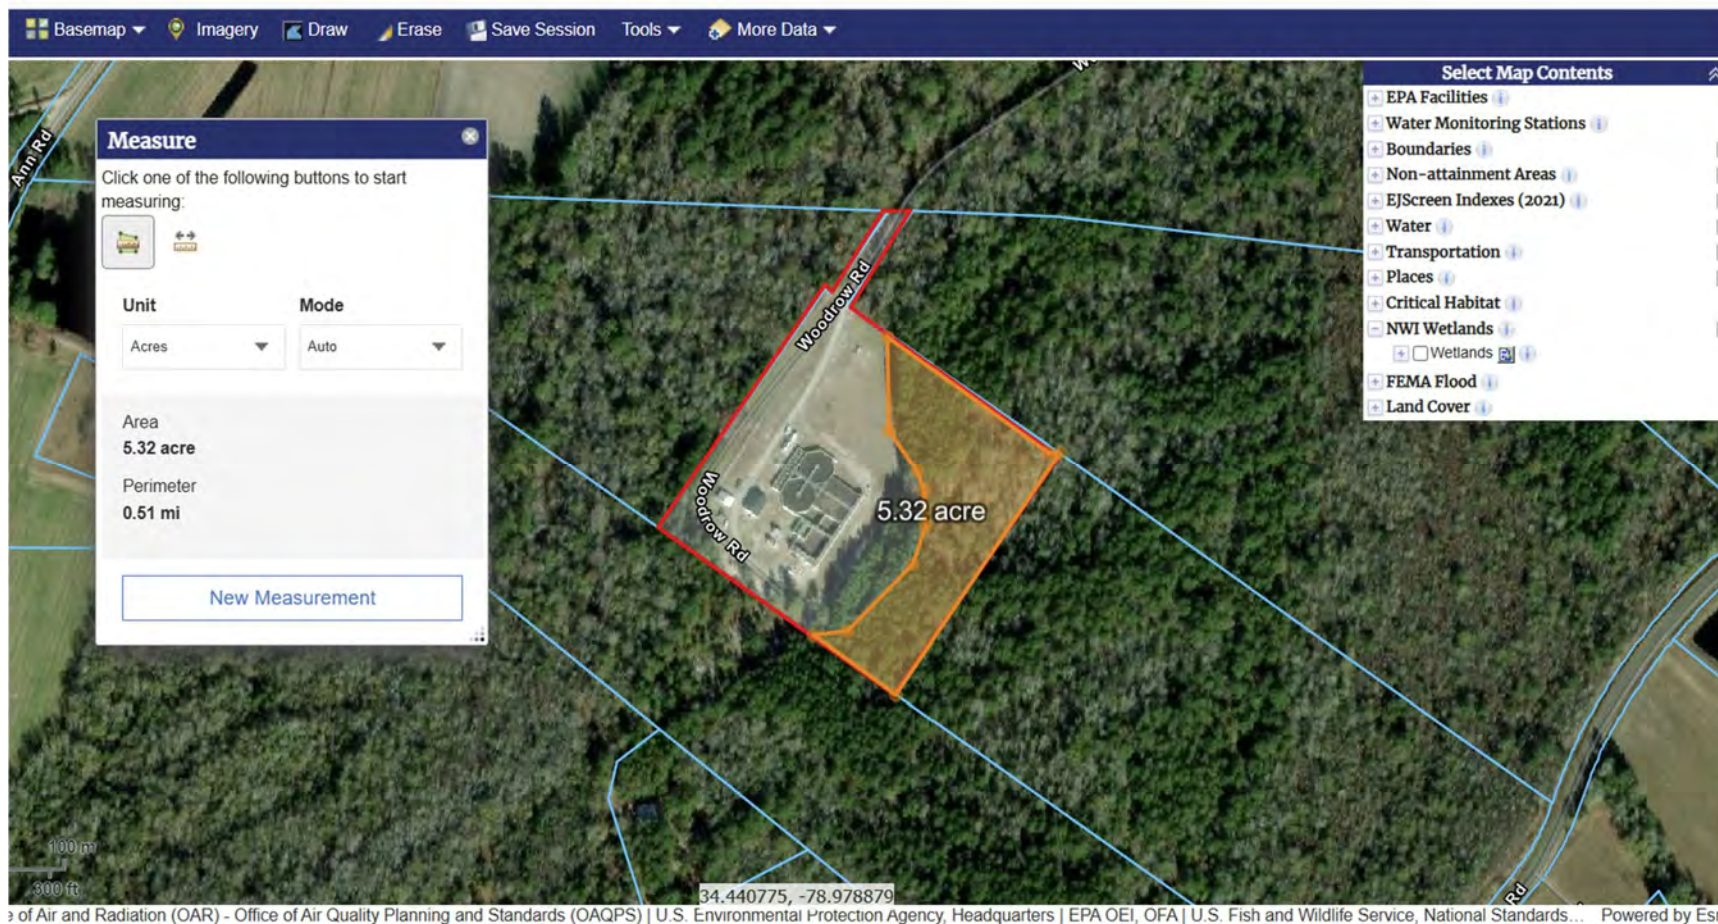 Basemap Imagery Draw Erase Save Session Tools More Data
Select Map Contents
EPA Facilities
Water Monitoring Stations
Boundaries
Non-attainment Areas
EJScreen Indexes (2021)
Water
Transportation
Places
Critical Habitat
NWI Wetlands
Wetlands
FEMA Flood
Land Cover
Measure
Click one of the following buttons to start
measuring:
Unit Mode
Acres Auto
Area
5.32 acre
Perimeter
0.51 mi
New Measurement
Ann Rd
Woodrow Rd
Woodrow Rd
5.32 acre
Rd
100 m
300 ft
34.440775, -78.978879
of Air and Radiation (OAR) - Office of Air Quality Planning and Standards (OAQPS) | U.S. Environmental Protection Agency, Headquarters | EPA OEI, OFA | U.S. Fish and Wildlife Service, National Standards... Powered by Es